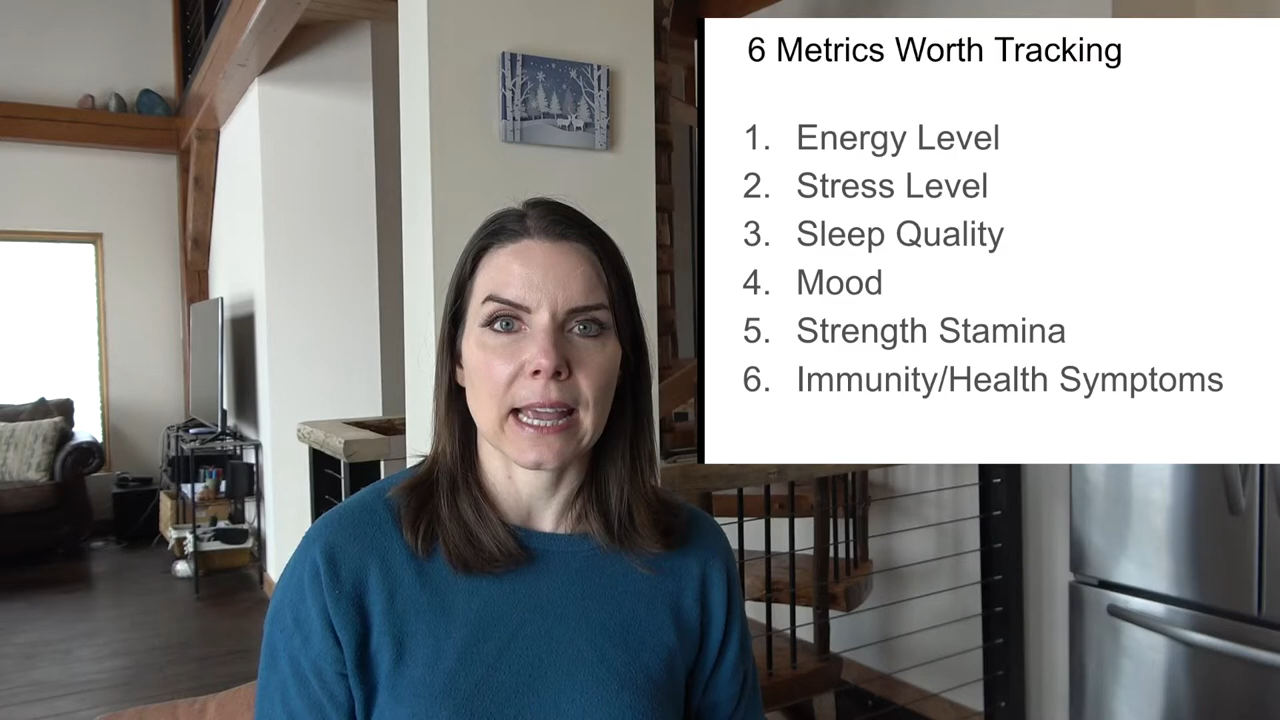 6 Metrics Worth Tracking
1. Energy Level
2. Stress Level
3. Sleep Quality
4. Mood
5. Strength Stamina
6. Immunity/Health Symptoms